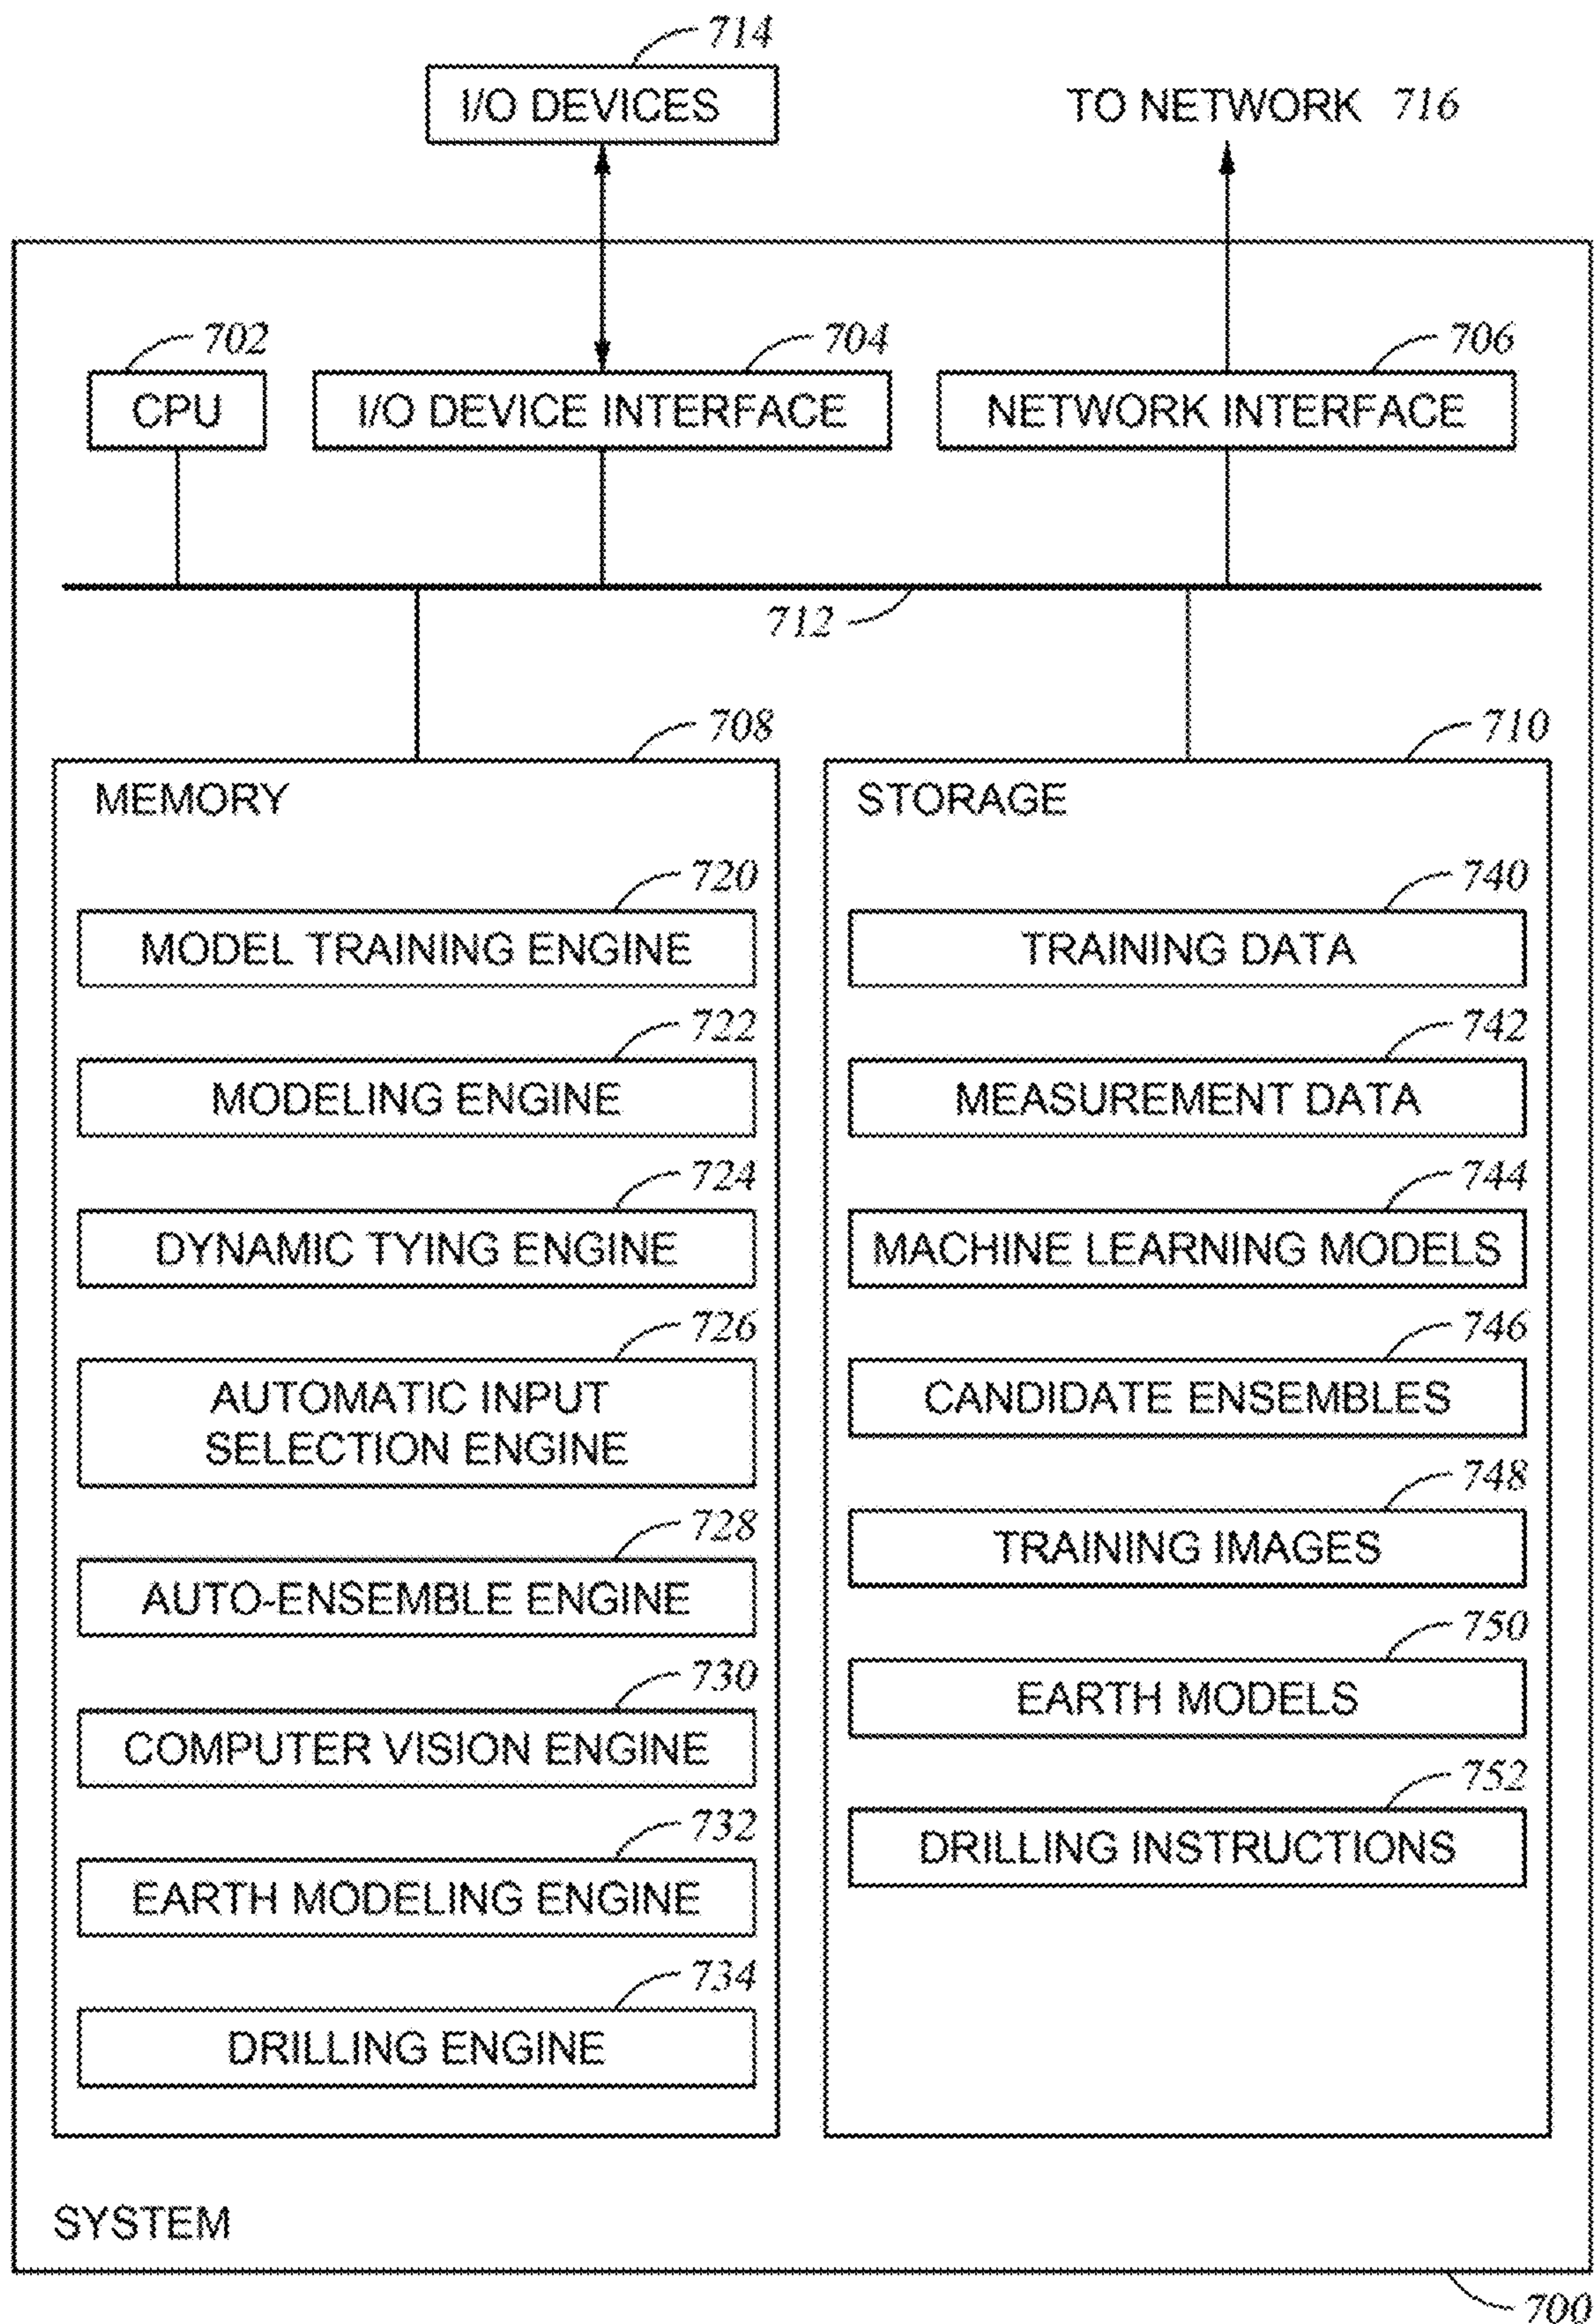 714
I/O DEVICES
TO NETWORK 716
702
704
706
CPU
I/O DEVICE INTERFACE
NETWORK INTERFACE
712
708
710
MEMORY
STORAGE
720
MODEL TRAINING ENGINE
722
MODELING ENGINE
724
DYNAMIC TYING ENGINE
726
AUTOMATIC INPUT
SELECTION ENGINE
728
AUTO-ENSEMBLE ENGINE
730
COMPUTER VISION ENGINE
732
EARTH MODELING ENGINE
734
DRILLING ENGINE
740
TRAINING DATA
742
MEASUREMENT DATA
744
MACHINE LEARNING MODELS
746
CANDIDATE ENSEMBLES
748
TRAINING IMAGES
750
EARTH MODELS
752
DRILLING INSTRUCTIONS
SYSTEM
700